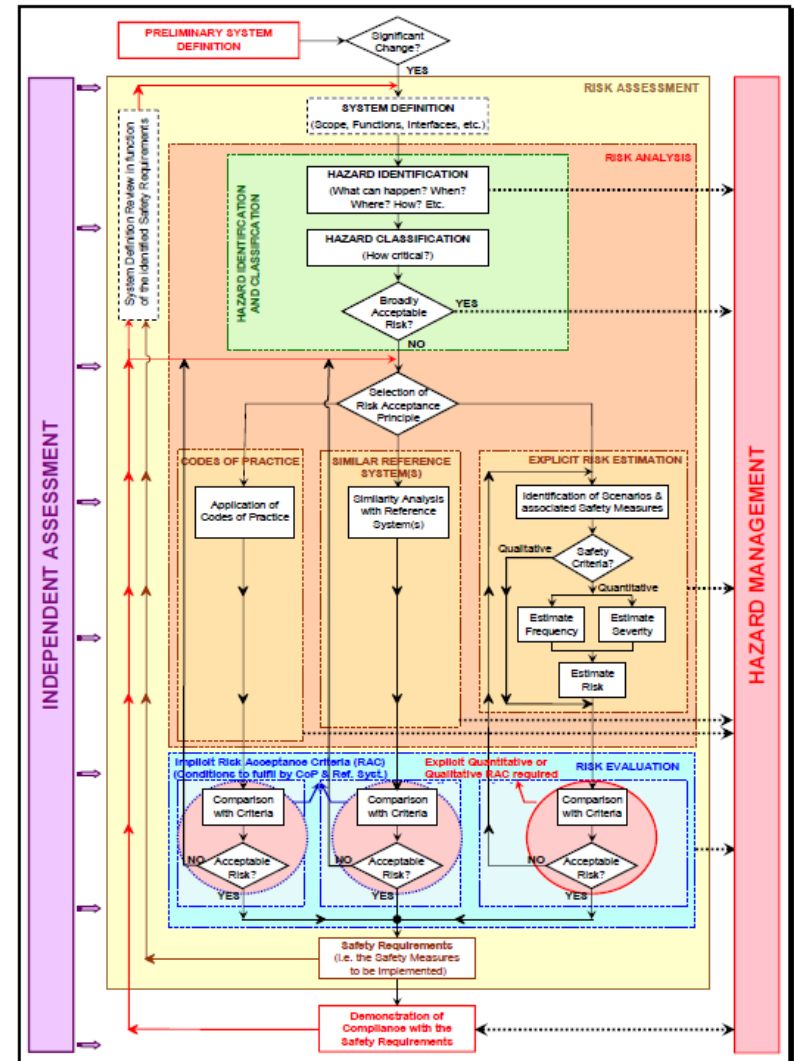 PRELIMINARY SYSTEM
DEFINITION
Significant
Change?
YES
RISK ASSESSMENT
SYSTEM DEFINITION
(Scope, Functions, Interfaces, etc.)
System Definition Review in function
of the identified Safety Requirements
RISK ANALYSIS
HAZARD IDENTIFICATION
AND CLASSIFICATION
HAZARD IDENTIFICATION
(What can happen? When?
Where? How? Etc.
HAZARD CLASSIFICATION
(How critical?)
Broadly
Acceptable
Risk?
YES
NO
Selection of
Risk Acceptance
Principle
CODES OF PRACTICE
Application of
Codes of Practice
SIMILAR REFERENCE
SYSTEM(S)
Similarity Analysis
with Reference
System(s)
EXPLICIT RISK ESTIMATION
Identification of Scenarios &
associated Safety Measures
Qualitative
Safety
Criteria?
Quantitative
Estimate
Frequency
Estimate
Severity
Estimate
Risk
Implicit Risk Acceptance Criteria (RAC)
(Conditions to fulfil by CoP & Ref. Syst.)
Explicit Quantitative or
Qualitative RAC required
RISK EVALUATION
Comparison
with Criteria
NO
Acceptable
Risk?
YES
Comparison
with Criteria
NO
Acceptable
Risk?
YES
Comparison
with Criteria
NO
Acceptable
Risk?
YES
Safety Requirements
(i.e. the Safety Measures
to be implemented)
Demonstration of
Compliance with the
Safety Requirements
INDEPENDENT ASSESSMENT
HAZARD MANAGEMENT